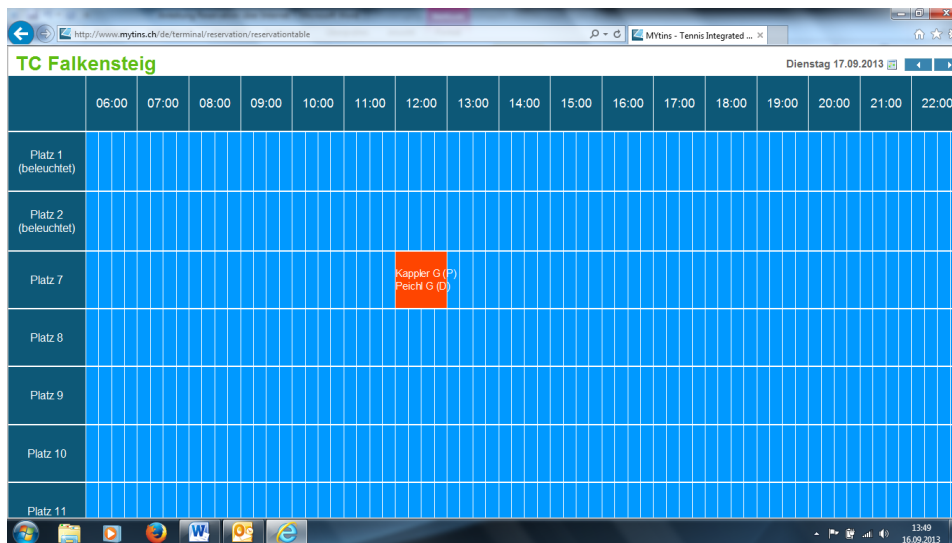 http://www.mytins.ch/de/terminal/reservation/reservationtable
MYtins - Tennis Integrated ...
TC Falkensteig
Dienstag 17.09.2013
06:00 07:00 08:00 09:00 10:00 11:00 12:00 13:00 14:00 15:00 16:00 17:00 18:00 19:00 20:00 21:00 22:00
Platz 1
(beleuchtet)
Platz 2
(beleuchtet)
Platz 7
Kappler G (P)
Peichl G (D)
Platz 8
Platz 9
Platz 10
Platz 11
13:49
16.09.2013